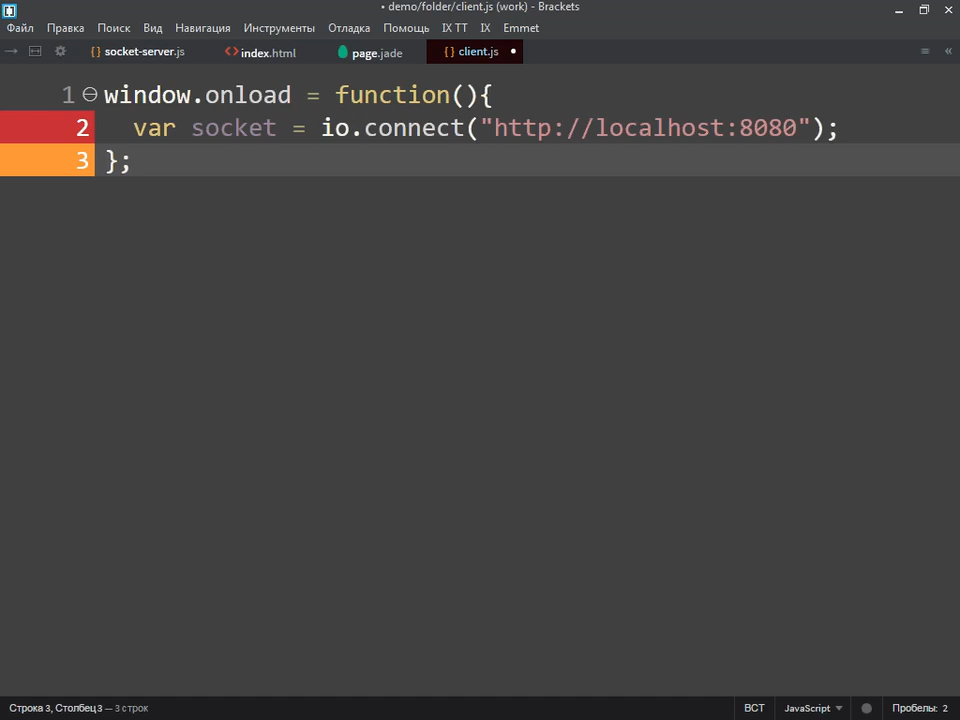 • demo/folder/client.js (work) - Brackets
Файл Правка Поиск Вид Навигация Инструменты Отладка Помощь IX TT IX Emmet
socket-server.js index.html page.jade client.js •
1 window.onload = function(){
2 var socket = io.connect("http://localhost:8080");
3 };
Строка 3, Столбец 3 — 3 строк ВСТ JavaScript Пробелы: 2